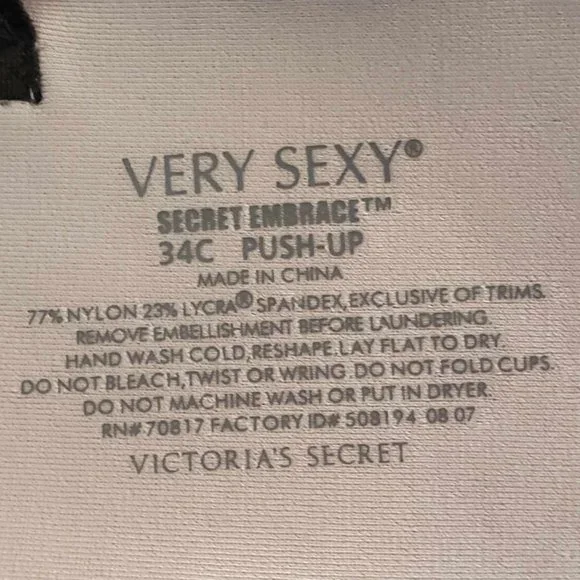 VERY SEXY®
SECRET EMBRACE™
34C PUSH-UP
MADE IN CHINA
77% NYLON 23% LYCRA® SPANDEX,EXCLUSIVE OF TRIMS.
REMOVE EMBELLISHMENT BEFORE LAUNDERING.
HAND WASH COLD,RESHAPE.LAY FLAT TO DRY.
DO NOT BLEACH,TWIST OR WRING DO NOT FOLD CUPS.
DO NOT MACHINE WASH OR PUT IN DRYER.
RN#70817 FACTORY ID# 508194 08 07
VICTORIA'S SECRET